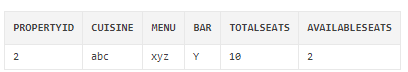 PROPERTYID CUISINE MENU BAR TOTALSEATS AVAILABLESEATS
2 abc xyz Y 10 2